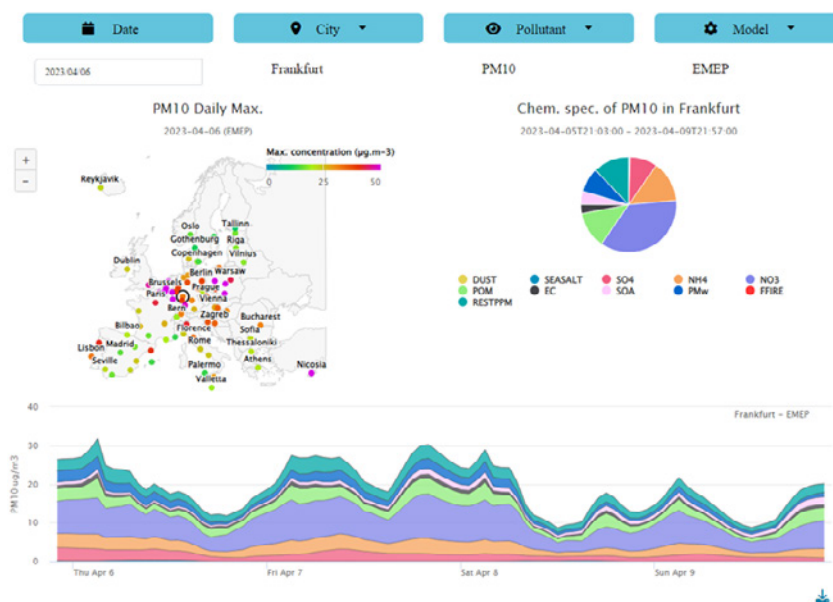 Date City Pollutant Model
2023/04/06 Frankfurt PM10 EMEP
PM10 Daily Max.
2023-04-06 (EMEP)
Max. concentration (µg.m-3)
0 25 50
+
−
Reykjavik
Oslo
Tallinn
Gothenburg
Riga
Copenhagen
Vilnius
Dublin
Berlin
Warsaw
Brussels
Prague
Paris
Vienna
Bern
Zagreb
Bilbao
Florence
Bucharest
Sofia
Madrid
Rome
Thessaloniki
Lisbon
Seville
Palermo
Athens
Nicosia
Valletta
Chem. spec. of PM10 in Frankfurt
2023-04-05T21:03:00 - 2023-04-09T21:57:00
DUST SEASALT SO4 NH4 NO3
POM EC SOA PMw FFIRE
RESTPPM
Frankfurt - EMEP
PM10 ug/m3
40
30
20
10
0
Thu Apr 6 Fri Apr 7 Sat Apr 8 Sun Apr 9